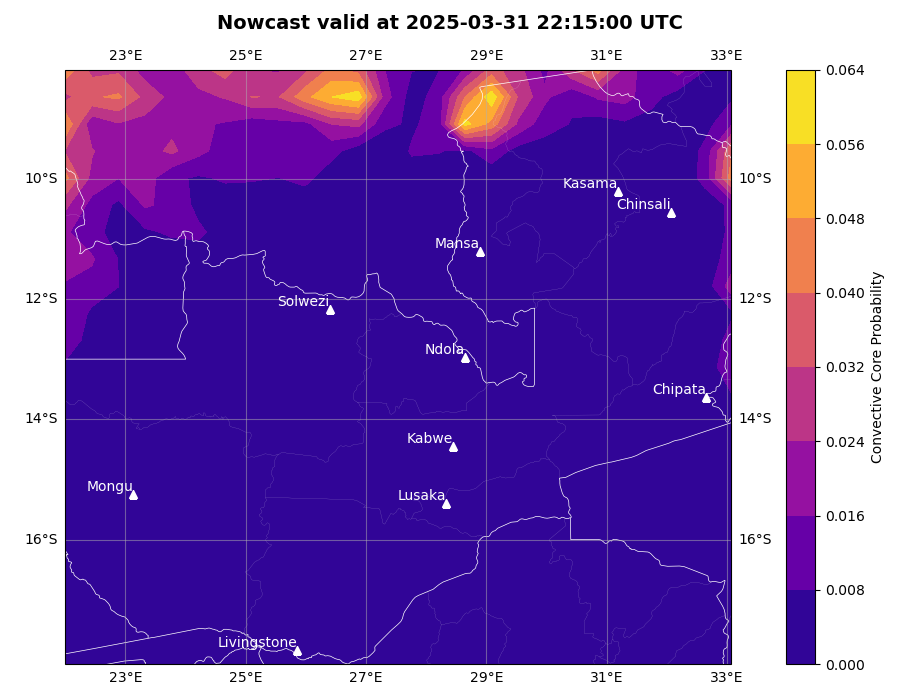 Nowcast valid at 2025-03-31 22:15:00 UTC
23°E 25°E 27°E 29°E 31°E 33°E
0.064
0.056
0.048
0.040
0.032
0.024
0.016
0.008
0.000
Convective Core Probability
10°S 10°S
12°S 12°S
14°S 14°S
16°S 16°S
Kasama
Chinsali
Mansa
Solwezi
Ndola
Chipata
Kabwe
Mongu
Lusaka
Livingstone
23°E 25°E 27°E 29°E 31°E 33°E